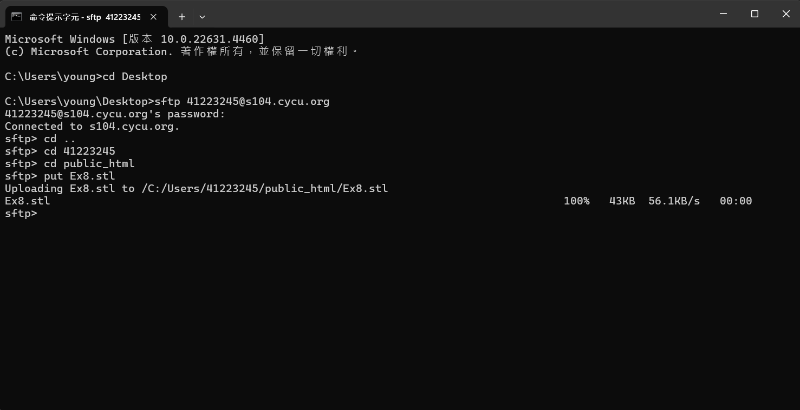 命令提示字元 - sftp 41223245
Microsoft Windows [版本 10.0.22631.4460]
(c) Microsoft Corporation. 著作權所有，並保留一切權利。
C:\Users\young>cd Desktop
C:\Users\young\Desktop>sftp 41223245@s104.cycu.org
41223245@s104.cycu.org's password:
Connected to s104.cycu.org.
sftp> cd ..
sftp> cd 41223245
sftp> cd public_html
sftp> put Ex8.stl
Uploading Ex8.stl to /C:/Users/41223245/public_html/Ex8.stl
Ex8.stl 100% 43KB 56.1KB/s 00:00
sftp>